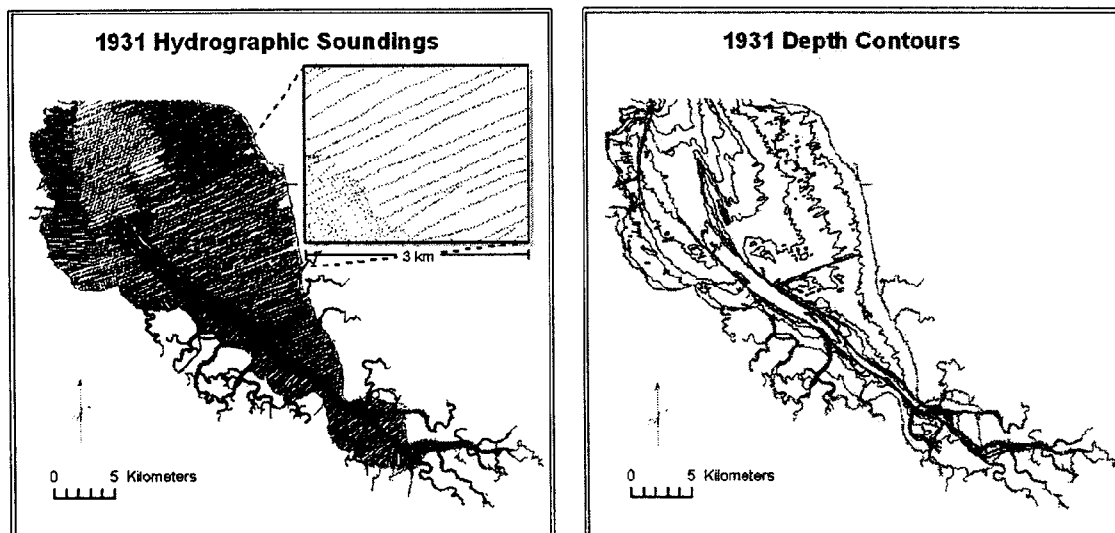 1931 Hydrographic Soundings
3 km
0 5 Kilometers
1931 Depth Contours
0 5 Kilometers